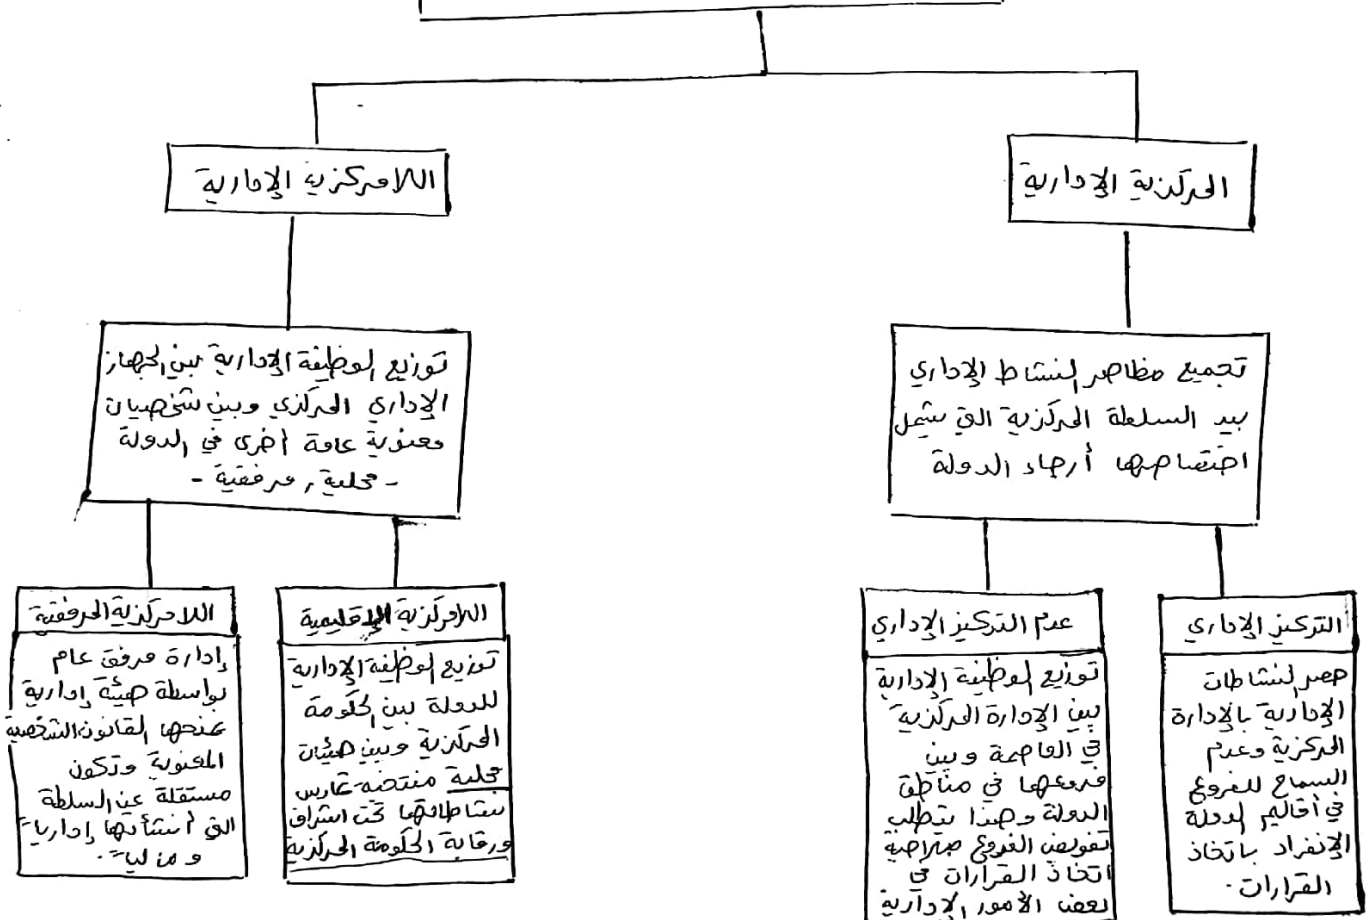 المركزية الإدارية
اللامركزية الإدارية
تجميع مظاهر النشاط الإداري
بيد السلطة المركزية التي يشمل
اختصاصها أرجاء الدولة
توزيع الوظيفة الإدارية بين الجهاز
الإداري المركزي وبين شخصيات
معنوية عامة أخرى في الدولة
- محلية , مرفقية -
التركيز الإداري
حصر النشاطات
الإدارية بالإدارة
المركزية وعدم
السماح للفروع
في أقاليم الدولة
الإنفراد باتخاذ
القرارات .
عدم التركيز الإداري
توزيع الوظيفة الإدارية
بين الإدارة المركزية
في العاصمة وبين
فروعها في مناطق
الدولة وهذا يتطلب
تفويض الفروع صلاحية
اتخاذ القرارات في
بعض الأمور الإدارية
اللامركزية الإقليمية
توزيع الوظيفة الإدارية
للدولة بين الحكومة
المركزية وبين هيئات
محلية منتخبة تمارس
نشاطاتها تحت اشراف
ورقابة الحكومة المركزية
اللامركزية المرفقية
إدارة مرفق عام
بواسطة هيئة إدارية
يمنحها القانون الشخصية
المعنوية وتكون
مستقلة عن السلطة
التي أنشأتها إدارياً
و مالياً .